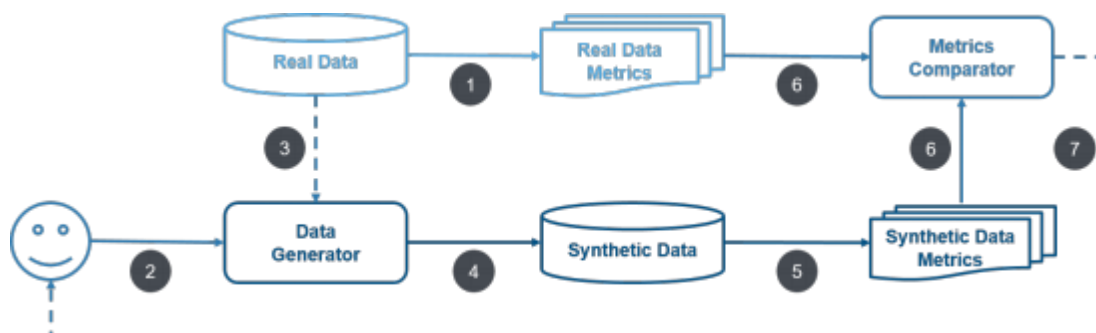 Real Data
1
Real Data
Metrics
6
Metrics
Comparator
3
6
7
Data
Generator
Synthetic Data
Synthetic Data
Metrics
2
4
5